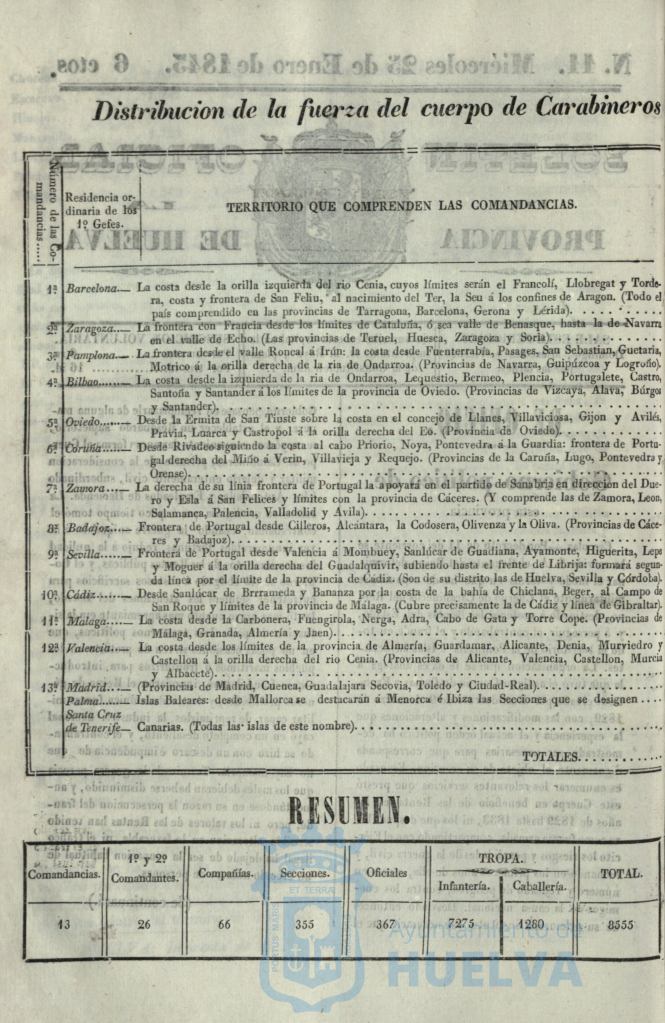 Distribucion de la fuerza del cuerpo de Carabineros
Número de las Comandancias.....
Residencia ordinaria de los 1.os Gefes.
TERRITORIO QUE COMPRENDEN LAS COMANDANCIAS.
1ª Barcelona.— La costa desde la orilla izquierda del rio Cenia, cuyos límites serán el Francolí, Llobregat y Torde-
ra, costa y frontera de San Feliu, al nacimiento del Ter, la Seu á los confines de Aragon. (Todo el
país comprendido en las provincias de Tarragona, Barcelona, Gerona y Lérida).
2ª Zaragoza.— La frontera con Francia desde los límites de Cataluña, ó sea valle de Benasque, hasta la de Navarra
en el valle de Echo. (Las provincias de Teruel, Huesca, Zaragoza y Soria)
3ª Pamplona.— La frontera desde el valle Roncal á Irún: la costa desde Fuenterrabía, Pasages, San Sebastian, Guetaria,
Motrico á la orilla derecha de la ria de Ondarroa. (Provincias de Navarra, Guipúzcoa y Logroño).
4ª Bilbao.— La costa desde la izquierda de la ria de Ondarroa, Lequestio, Bermeo, Plencia, Portugalete, Castro,
Santoña y Santander á los límites de la provincia de Oviedo. (Provincias de Vizcaya, Alava, Búrgos
y Santander)
5ª Oviedo.— Desde la Ermita de San Tiuste sobre la costa en el concejo de Llanes, Villaviciosa, Gijon y Avilés,
Pravia, Luarca y Castropol á la orilla derecha del Eo. (Provincia de Oviedo)
6ª Coruña.— Desde Rivadeo siguiendo la costa al cabo Priorio, Noya, Pontevedra á la Guardia: frontera de Portu-
gal derecha del Miño á Verin, Villavieja y Requejo. (Provincias de la Caruña, Lugo, Pontevedra y
Orense)
7ª Zamora.— La derecha de su línia frontera de Portugal la apoyará en el partido de Sanabria en direccion del Due-
ro y Esla á San Felices y límites con la provincia de Cáceres. (Y comprende las de Zamora, Leon,
Salamanca, Palencia, Valladolid y Avila)
8ª Badajoz.— Frontera de Portugal desde Cilleros, Alcántara, la Codosera, Olivenza y la Oliva. (Provincias de Cáce-
res y Badajoz)
9ª Sevilla.— Frontera de Portugal desde Valencia á Mombuey, Sanlúcar de Guadiana, Ayamonte, Higuerita, Lepe
y Moguer á la orilla derecha del Guadalquivir, subiendo hasta el frente de Librija: formará segun-
da línea por el límite de la provincia de Cádiz. (Son de su distrito las de Huelva, Sevilla y Córdoba).
10ª Cádiz.— Desde Sanlúcar de Brrrameda y Bananza por la costa de la bahía de Chiclana, Beger, al Campo de
San Roque y límites de la provincia de Málaga. (Cubre precisamente la de Cádiz y línea de Gibraltar).
11ª Malaga.— La costa desde la Carbonera, Fuengirola, Nerga, Adra, Cabo de Gata y Torre Cope. (Provincias de
Málaga, Granada, Almería y Jaen)
12ª Valencia.— La costa desde los límites de la provincia de Almería, Guardamar, Alicante, Denia, Murviedro y
Castellon á la orilla derecha del rio Cenia. (Provincias de Alicante, Valencia, Castellon, Murcia
y Albacete)
13ª Madrid.— (Provincias de Madrid, Cuenca, Guadalajara Secovia, Toledo y Ciudad-Real)
Palma.— Islas Baleares: desde Mallorca se destacarán á Menorca é Ibiza las Secciones que se designen
Santa Cruz
de Tenerife— Canarias. (Todas las islas de este nombre)
TOTALES
RESUMEN.
Comandancias. 1.os y 2.os Comandantes. Compañías. Secciones. Oficiales TROPA. Infantería. Caballería. TOTAL.
13 26 66 355 367 7275 1280 8555
PORTUS MARIS ET TERRAE
Ayuntamiento de
HUELVA